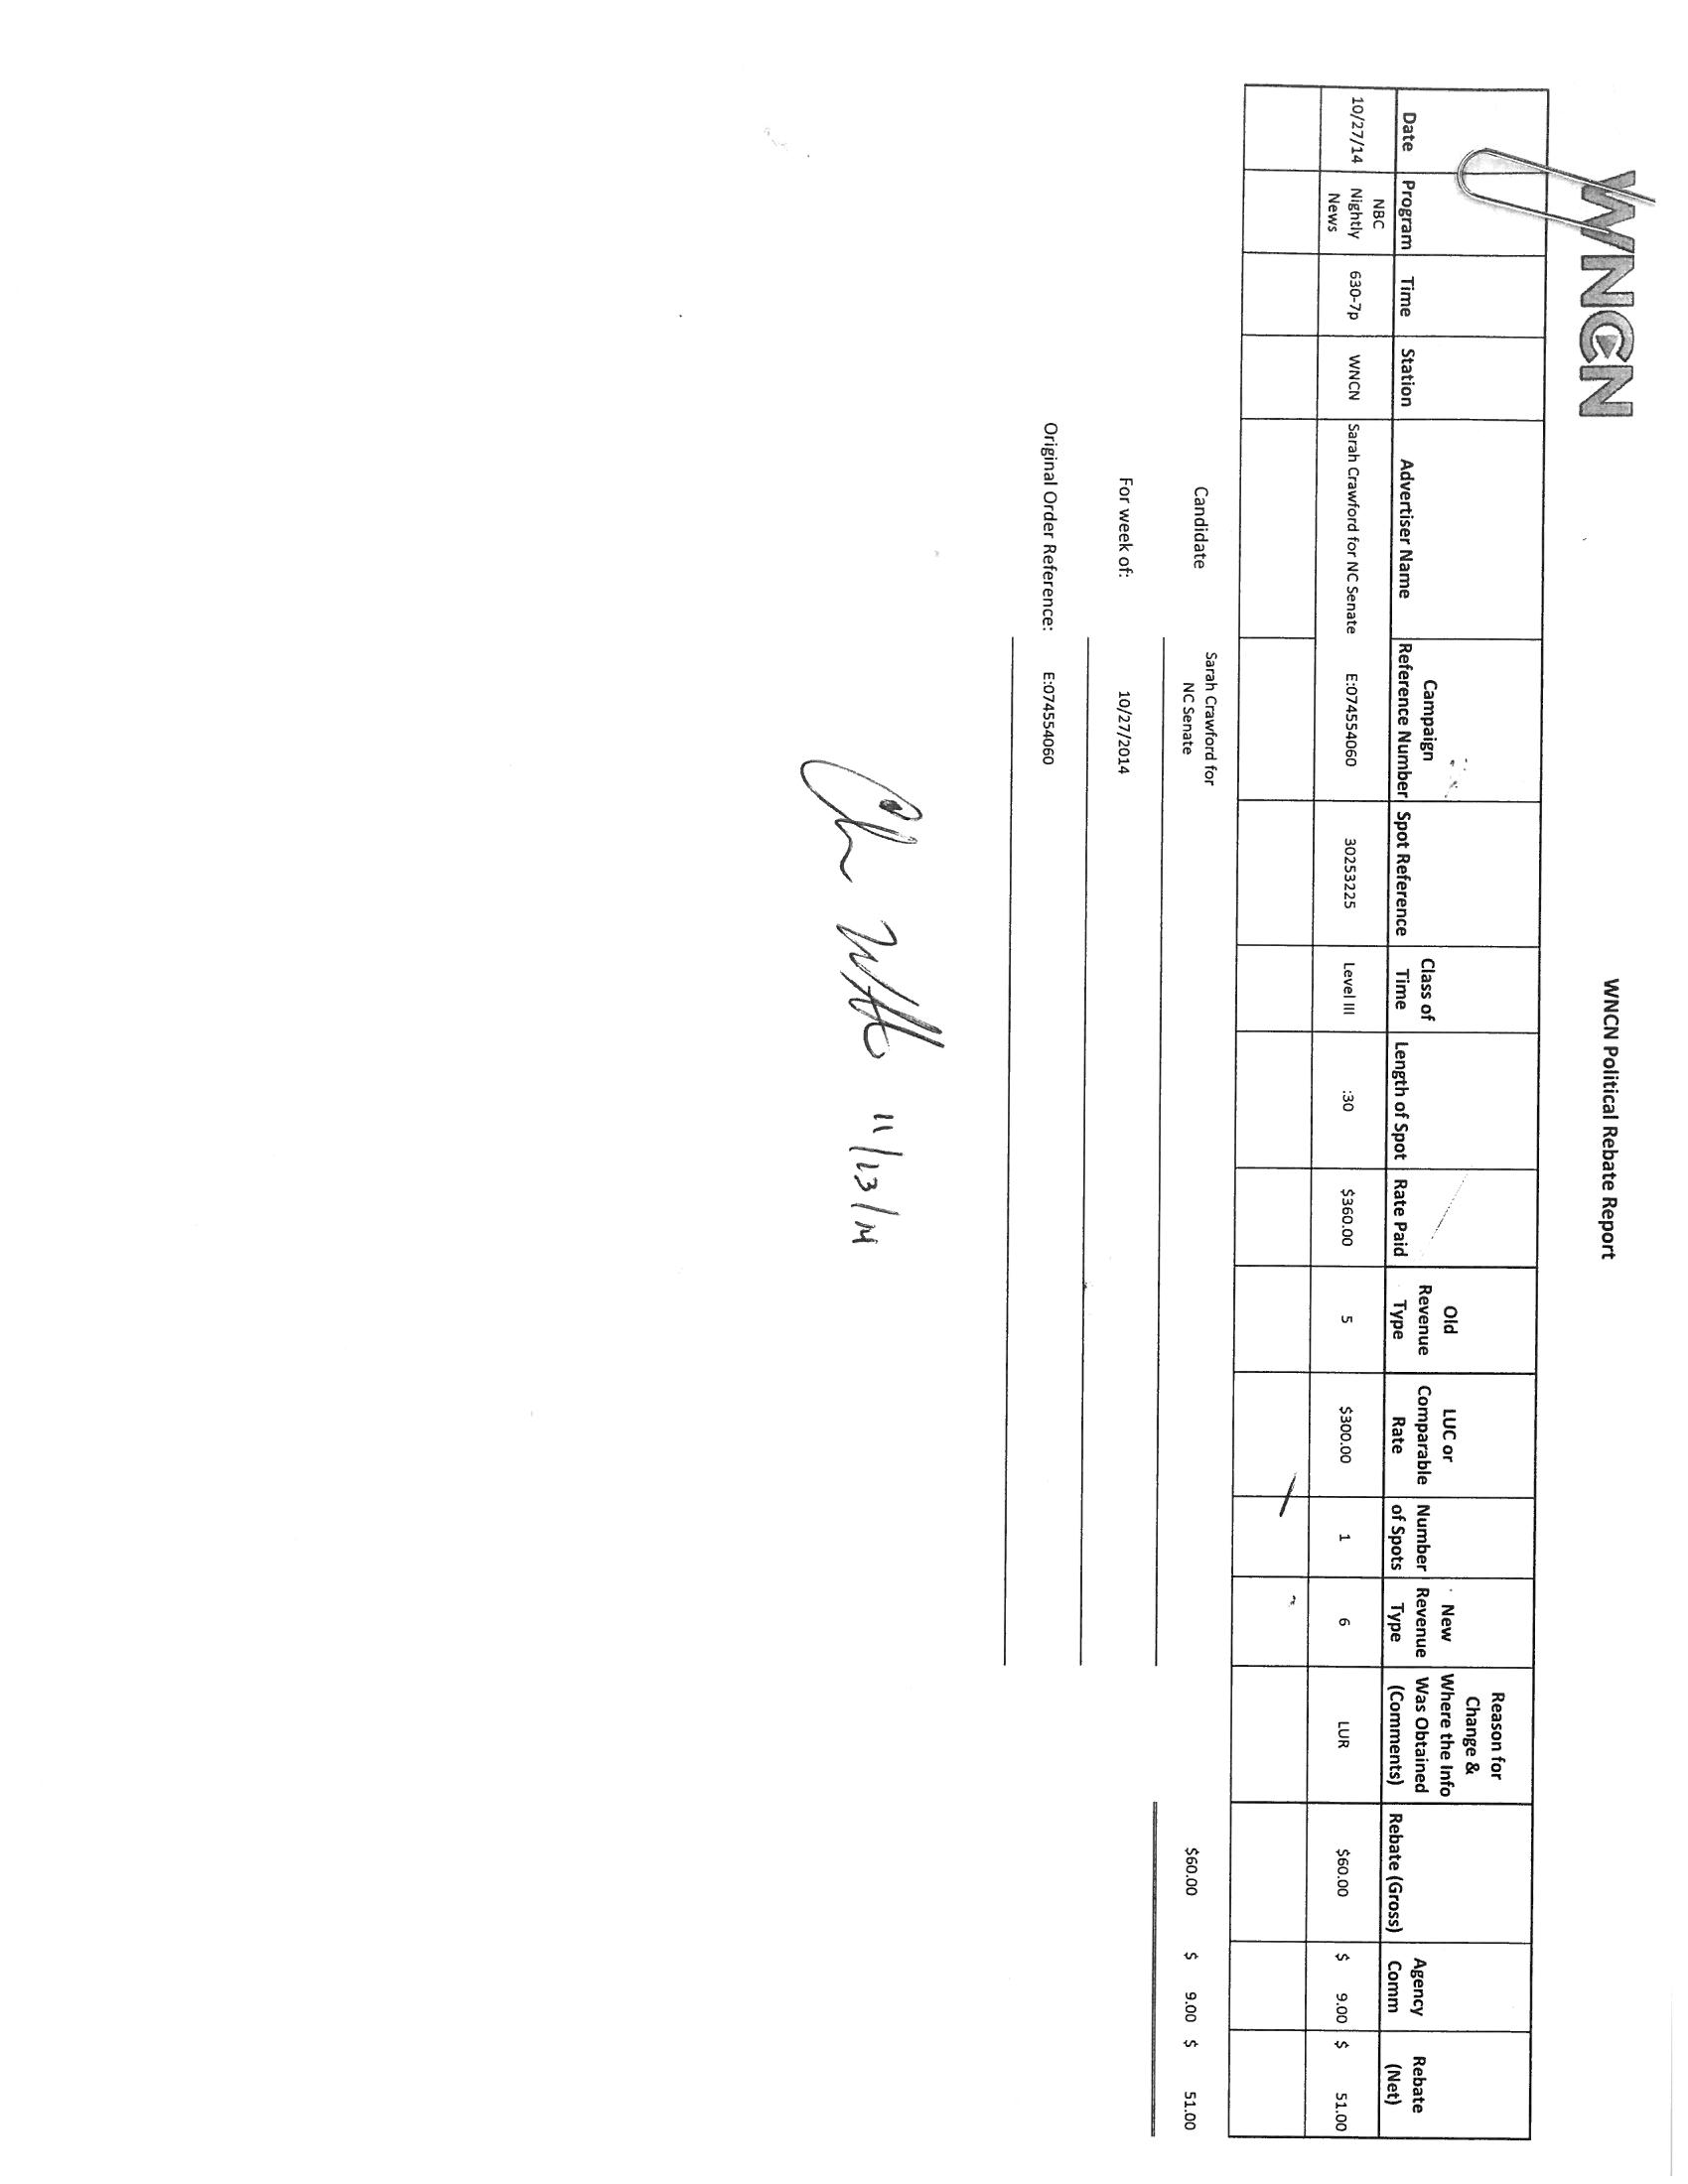 WNCN
WNCN Political Rebate Report
Date Program Time Station Advertiser Name Campaign Reference Number Spot Reference Class of Time Length of Spot Rate Paid Old Revenue Type LUC or Comparable Rate Number of Spots New Revenue Type Reason for Change & Where the Info Was Obtained (Comments) Rebate (Gross) Agency Comm Rebate (Net)
10/27/14 NBC Nightly News 630-7p WNCN Sarah Crawford for NC Senate E:074554060 30253225 Level III :30 $360.00 5 $300.00 1 6 LUR $60.00 $ 9.00 $ 51.00
Candidate Sarah Crawford for NC Senate $60.00 $ 9.00 $ 51.00
For week of: 10/27/2014
Original Order Reference: E:074554060
11/13/14